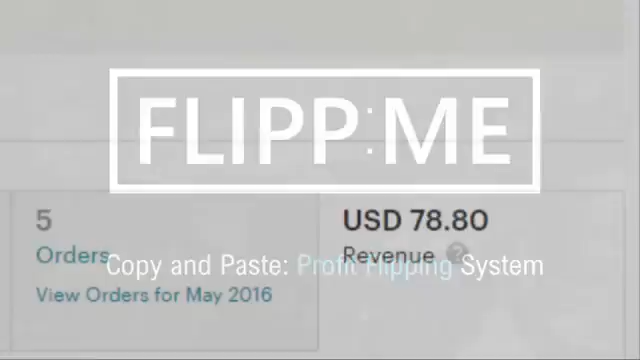 FLIPP:ME
5
USD 78.80
Orders
Revenue ?
Copy and Paste: Profit Flipping System
View Orders for May 2016